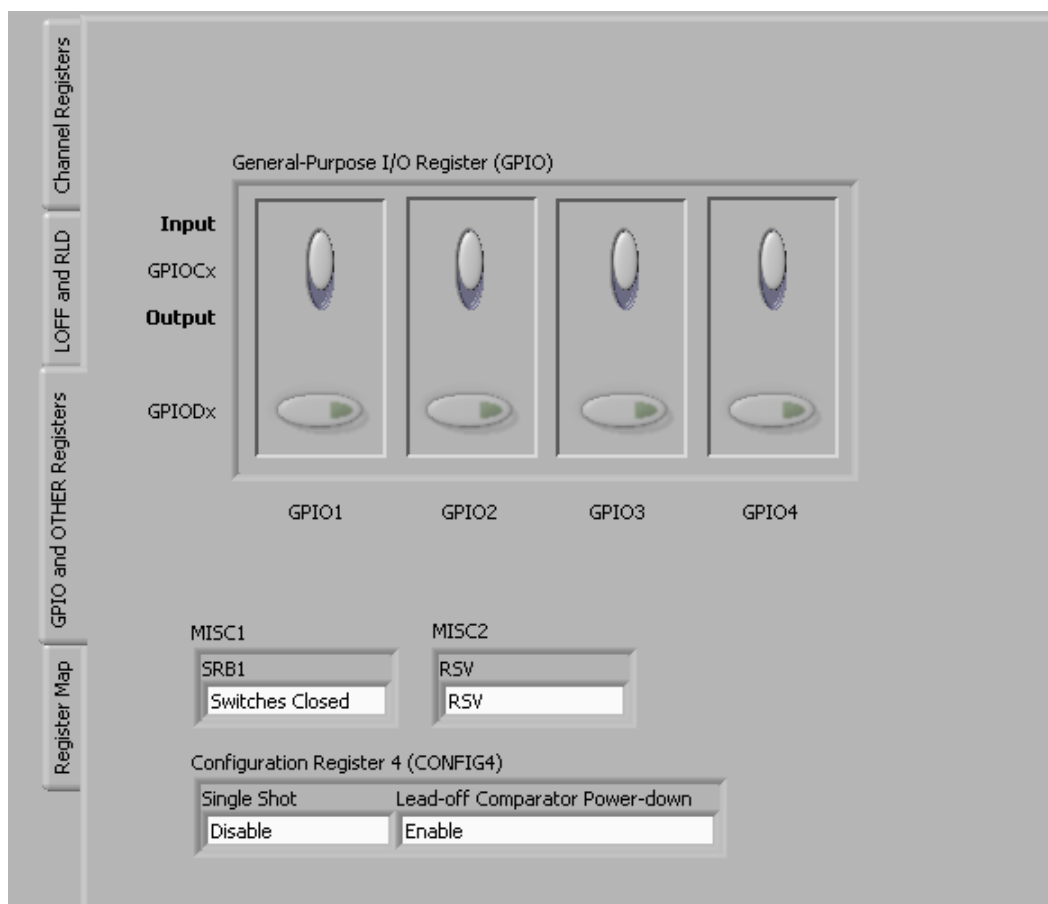 Channel Registers
LOFF and RLD
GPIO and OTHER Registers
Register Map
General-Purpose I/O Register (GPIO)
Input
GPIOCx
Output
GPIODx
GPIO1 GPIO2 GPIO3 GPIO4
MISC1 MISC2
SRB1 RSV
Switches Closed RSV
Configuration Register 4 (CONFIG4)
Single Shot Lead-off Comparator Power-down
Disable Enable